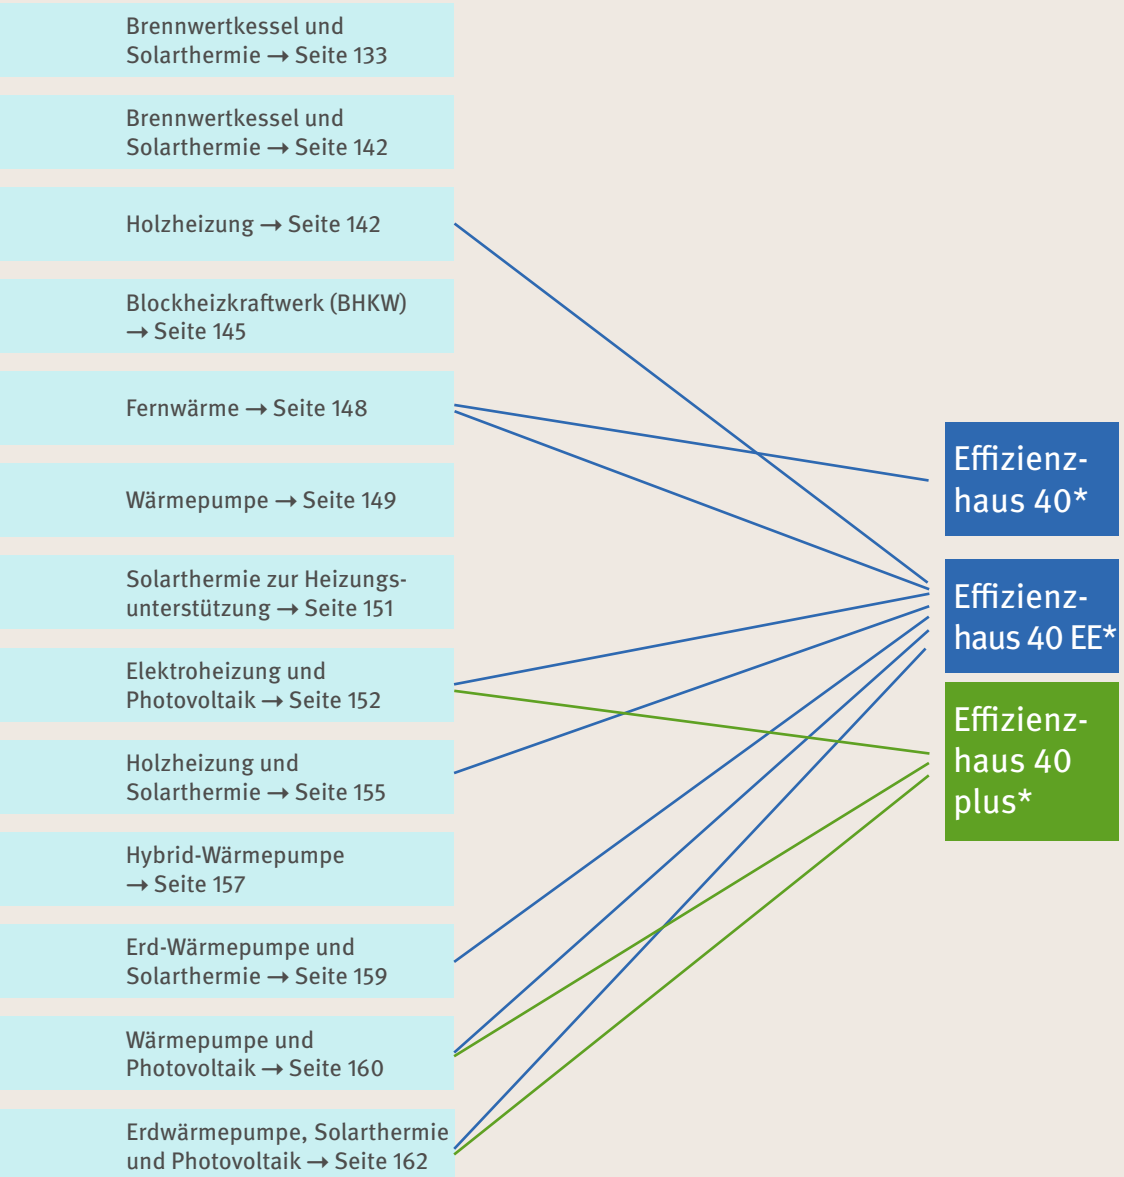 Brennwertkessel und
Solarthermie → Seite 133
Brennwertkessel und
Solarthermie → Seite 142
Holzheizung → Seite 142
Blockheizkraftwerk (BHKW)
→ Seite 145
Fernwärme → Seite 148
Wärmepumpe → Seite 149
Solarthermie zur Heizungs-
unterstützung → Seite 151
Elektroheizung und
Photovoltaik → Seite 152
Holzheizung und
Solarthermie → Seite 155
Hybrid-Wärmepumpe
→ Seite 157
Erd-Wärmepumpe und
Solarthermie → Seite 159
Wärmepumpe und
Photovoltaik → Seite 160
Erdwärmepumpe, Solarthermie
und Photovoltaik → Seite 162
Effizienz-
haus 40*
Effizienz-
haus 40 EE*
Effizienz-
haus 40
plus*